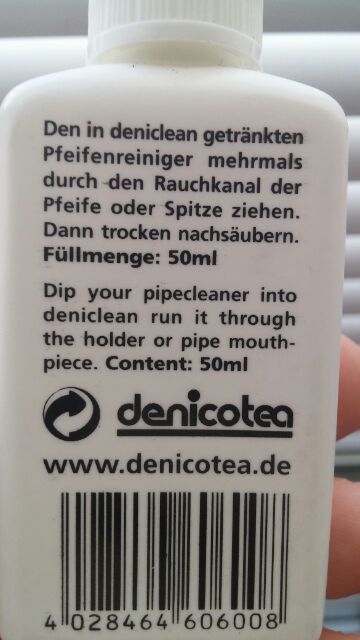 Den in deniclean getränkten
Pfeifenreiniger mehrmals
durch den Rauchkanal der
Pfeife oder Spitze ziehen.
Dann trocken nachsäubern.
Füllmenge: 50ml
Dip your pipecleaner into
deniclean run it through
the holder or pipe mouth-
piece. Content: 50ml
denicotea
www.denicotea.de
4 028464 606008